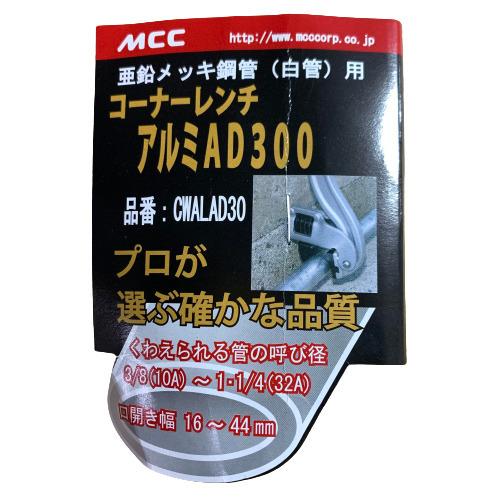 MCC
http://www.mcccorp.co.jp
亜鉛メッキ鋼管（白管）用
コーナーレンチ
アルミAD300
品番：CWALAD30
プロが
選ぶ確かな品質
くわえられる管の呼び径
3/8(10A) ～ 1-1/4(32A)
口開き幅 16 ～ 44mm